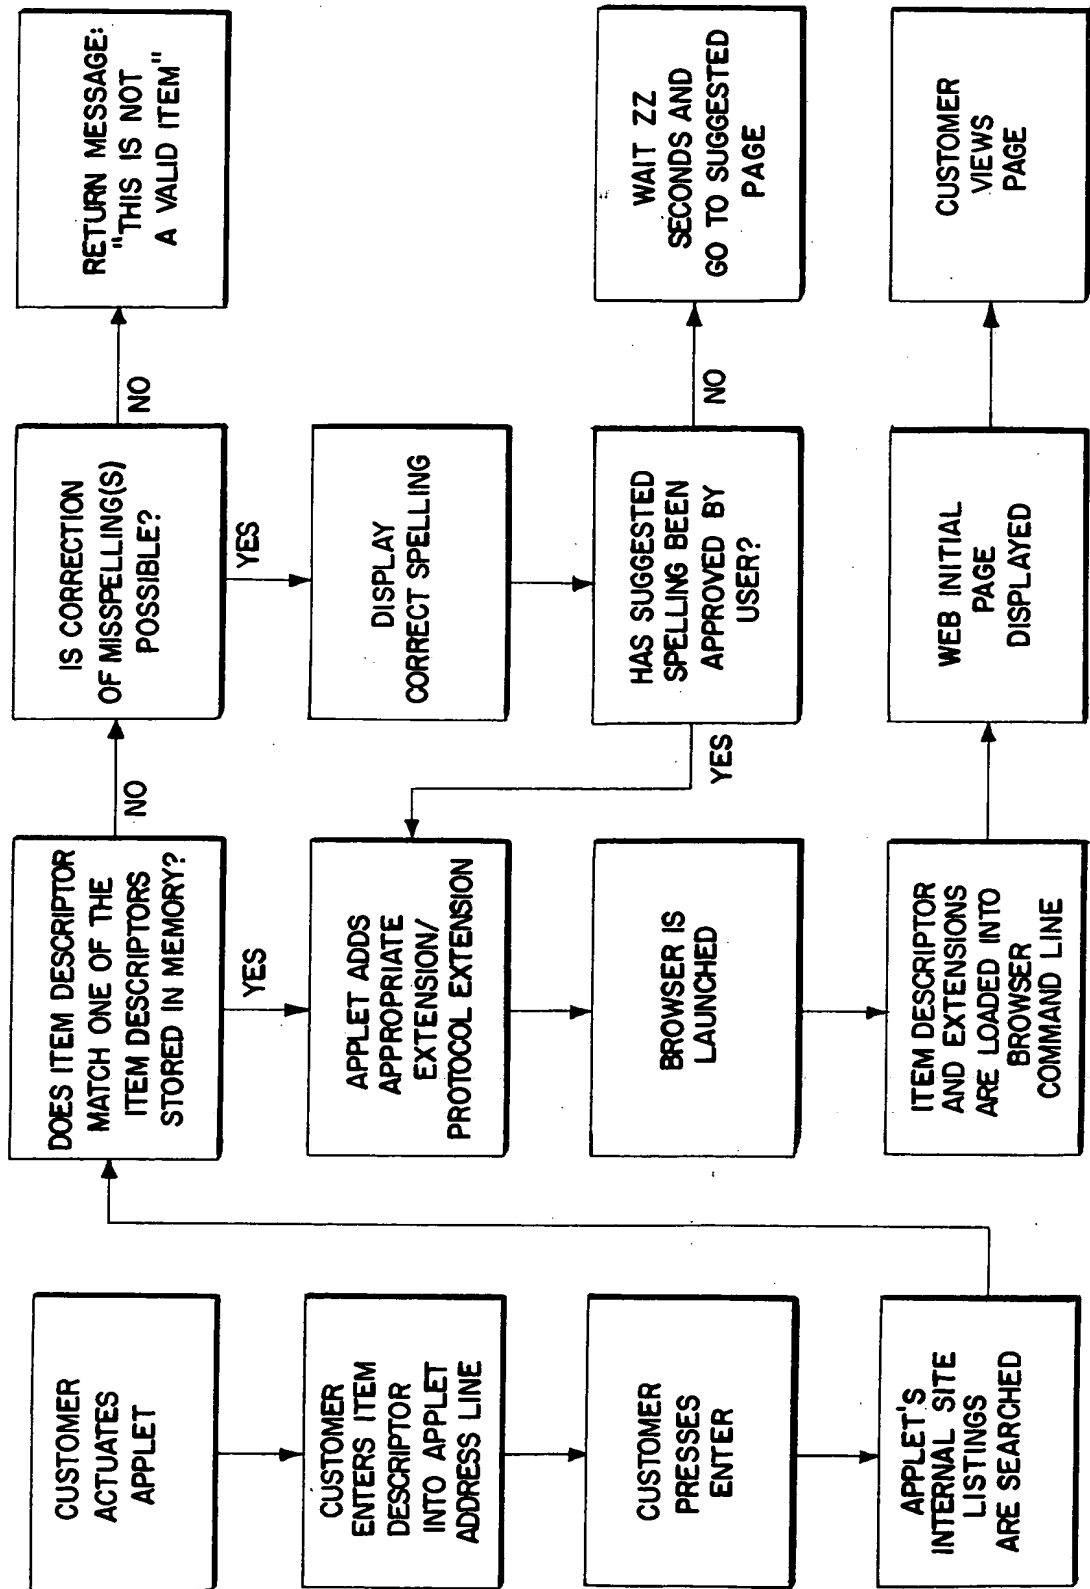 CUSTOMER
ACTUATES
APPLET
CUSTOMER
ENTERS ITEM
DESCRIPTOR
INTO APPLET
ADDRESS LINE
CUSTOMER
PRESSES
ENTER
APPLET'S
INTERNAL SITE
LISTINGS
ARE SEARCHED
DOES ITEM DESCRIPTOR
MATCH ONE OF THE
ITEM DESCRIPTORS
STORED IN MEMORY?
NO
YES
APPLET ADDS
APPROPRIATE
EXTENSION/
PROTOCOL EXTENSION
BROWSER IS
LAUNCHED
ITEM DESCRIPTOR
AND EXTENSIONS
ARE LOADED INTO
BROWSER
COMMAND LINE
IS CORRECTION
OF MISSPELLING(S)
POSSIBLE?
NO
YES
DISPLAY
CORRECT SPELLING
HAS SUGGESTED
SPELLING BEEN
APPROVED BY
USER?
NO
YES
WEB INITIAL
PAGE
DISPLAYED
RETURN MESSAGE:
"THIS IS NOT
A VALID ITEM"
WAIT ZZ
SECONDS AND
GO TO SUGGESTED
PAGE
CUSTOMER
VIEWS
PAGE